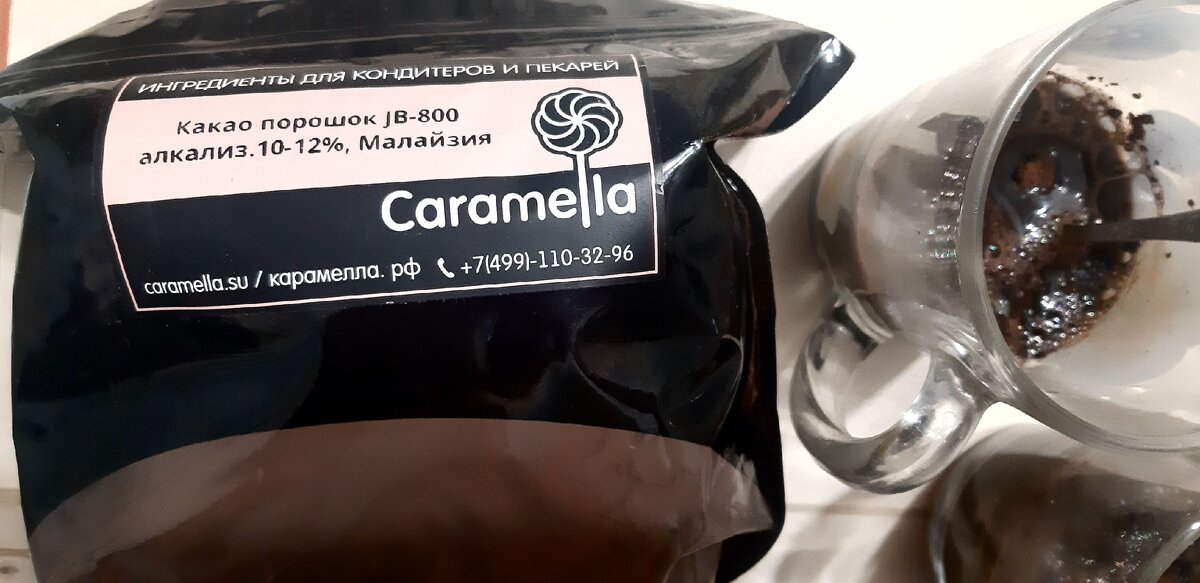 ИНГРЕДИЕНТЫ ДЛЯ КОНДИТЕРОВ И ПЕКАРЕЙ
Какао порошок JB-800
алкализ.10-12%, Малайзия
Caramella
caramella.su / карамелла. рф +7(499)-110-32-96